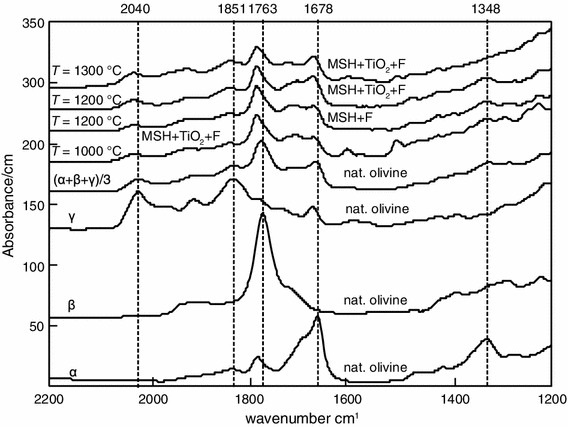 2040 1851 1763 1678 1348
350
300
250
200
150
100
50
Absorbance/cm
T = 1300 °C
MSH+TiO₂+F
T = 1200 °C
MSH+TiO₂+F
T = 1200 °C
MSH+F
MSH+TiO₂+F
T = 1000 °C
nat. olivine
(α+β+γ)/3
nat. olivine
γ
nat. olivine
β
nat. olivine
α
2200 2000 1800 1600 1400 1200
wavenumber cm¹